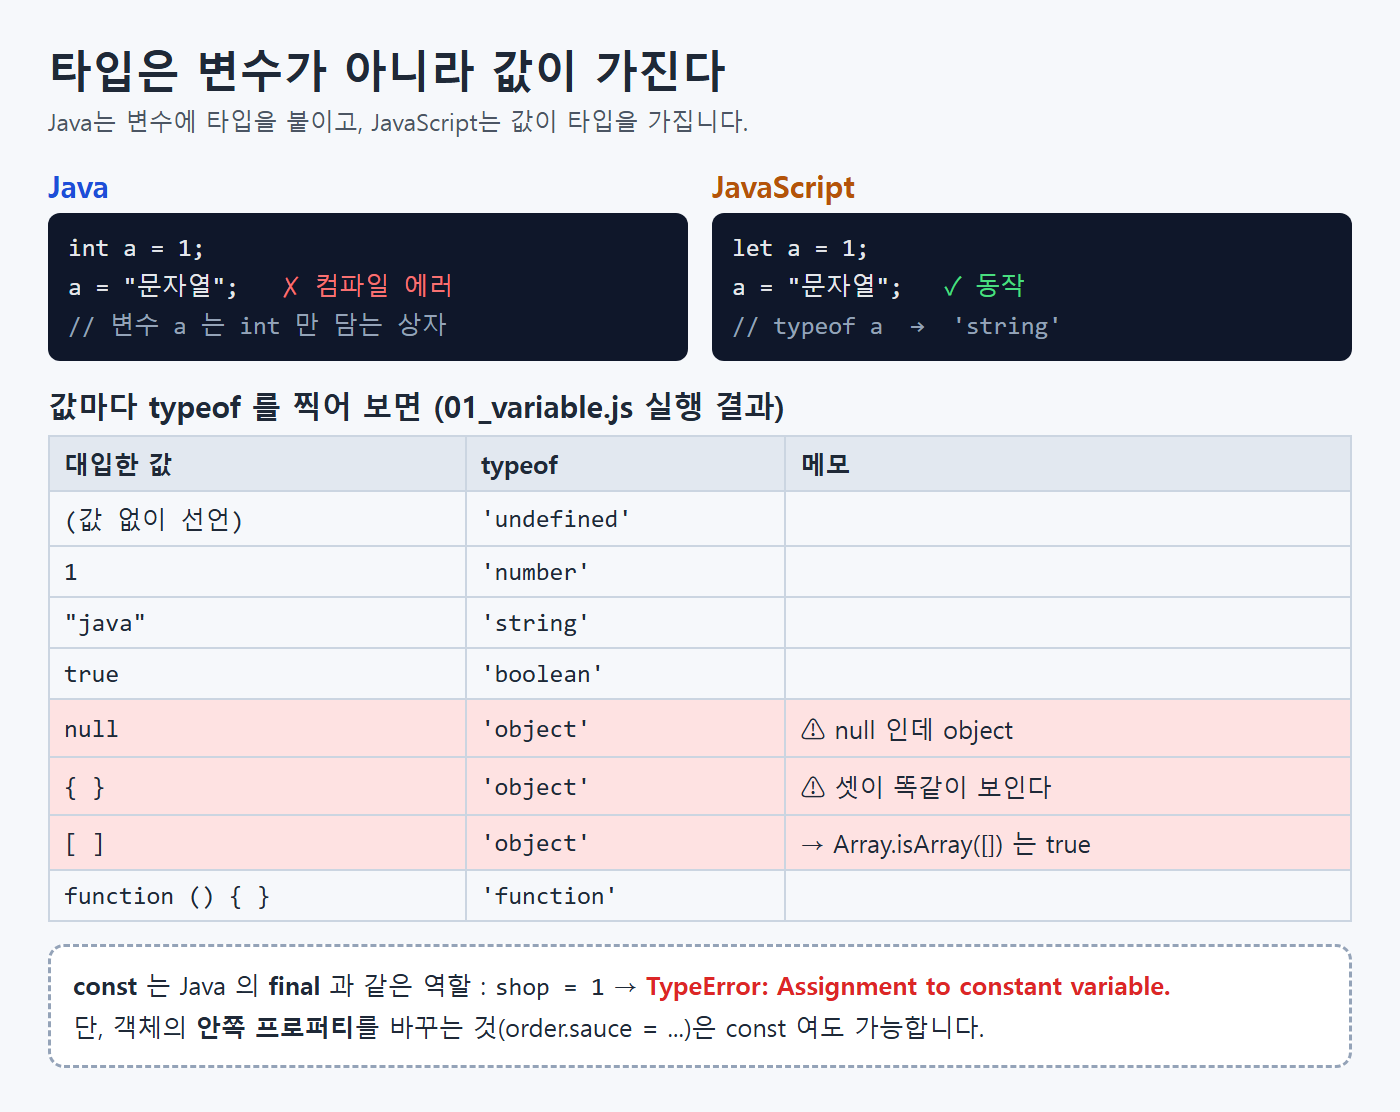 타입은 변수가 아니라 값이 가진다
Java는 변수에 타입을 붙이고, JavaScript는 값이 타입을 가집니다.
Java
int a = 1;
a = "문자열"; ✗ 컴파일 에러
// 변수 a 는 int 만 담는 상자
JavaScript
let a = 1;
a = "문자열"; ✓ 동작
// typeof a → 'string'
값마다 typeof 를 찍어 보면 (01_variable.js 실행 결과)
대입한 값 typeof 메모
(값 없이 선언) 'undefined'
1 'number'
"java" 'string'
true 'boolean'
null 'object' ⚠ null 인데 object
{ } 'object' ⚠ 셋이 똑같이 보인다
[ ] 'object' → Array.isArray([]) 는 true
function () { } 'function'
const 는 Java 의 final 과 같은 역할 : shop = 1 → TypeError: Assignment to constant variable.
단, 객체의 안쪽 프로퍼티를 바꾸는 것(order.sauce = ...)은 const 여도 가능합니다.